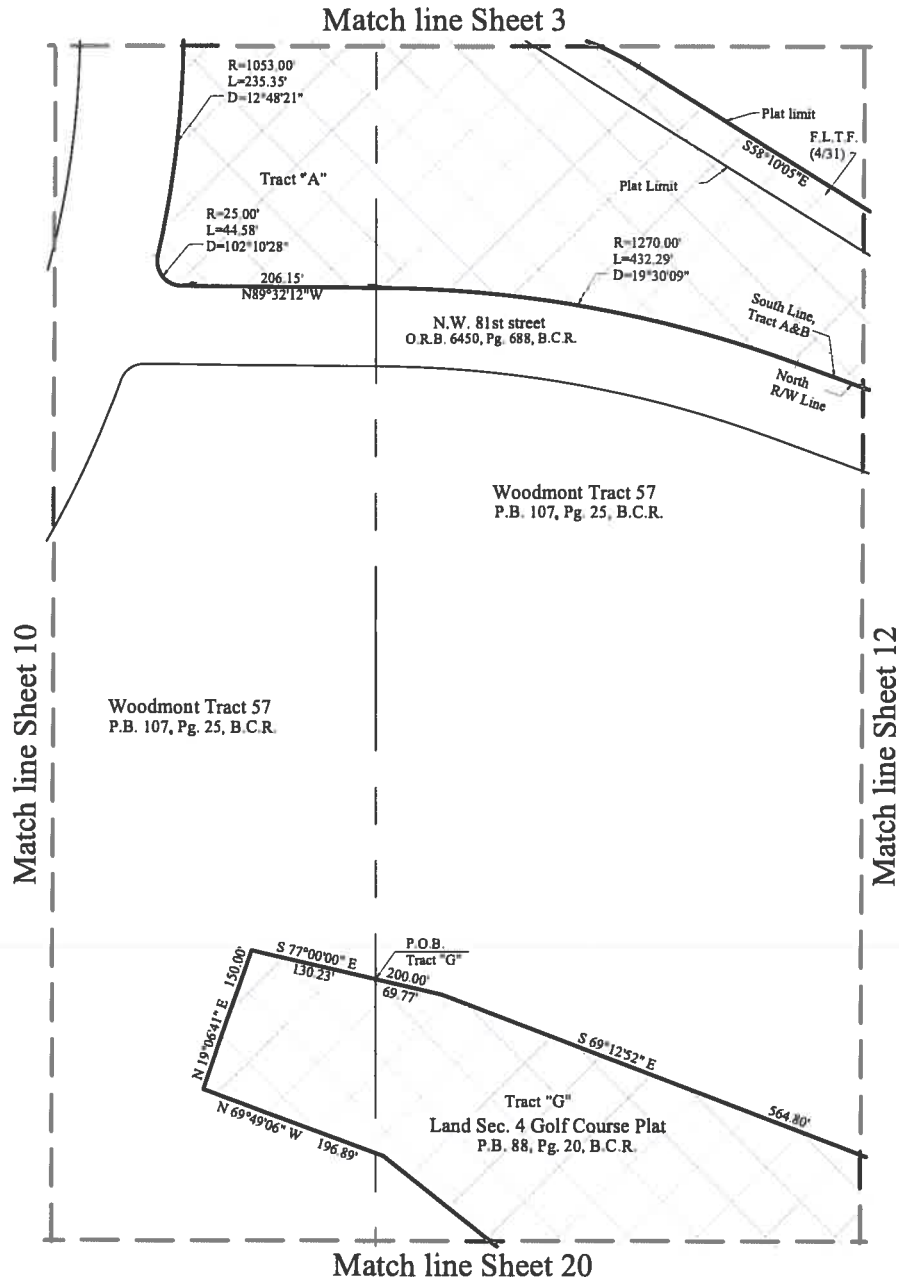 Match line Sheet 3
R=1053.00'
L=235.35'
D=12°48'21"
Plat limit
F.L.T.F.
(4/31)
S58°10'05"E
Tract "A"
Plat Limit
R=25.00'
L=44.58'
D=102°10'28"
R=1270.00'
L=432.29'
D=19°30'09"
206.15'
N89°32'12"W
South Line,
Tract A&B
N.W. 81st street
O.R.B. 6450, Pg. 688, B.C.R.
North
R/W Line
Woodmont Tract 57
P.B. 107, Pg. 25, B.C.R.
Match line Sheet 10
Match line Sheet 12
Woodmont Tract 57
P.B. 107, Pg. 25, B.C.R.
P.O.B.
Tract "G"
S 77°00'00" E
130.23'
200.00'
69.77'
150.00'
N 19°06'41" E
S 69°12'52" E
564.80'
N 69°49'06" W
196.89'
Tract "G"
Land Sec. 4 Golf Course Plat
P.B. 88, Pg. 20, B.C.R.
Match line Sheet 20